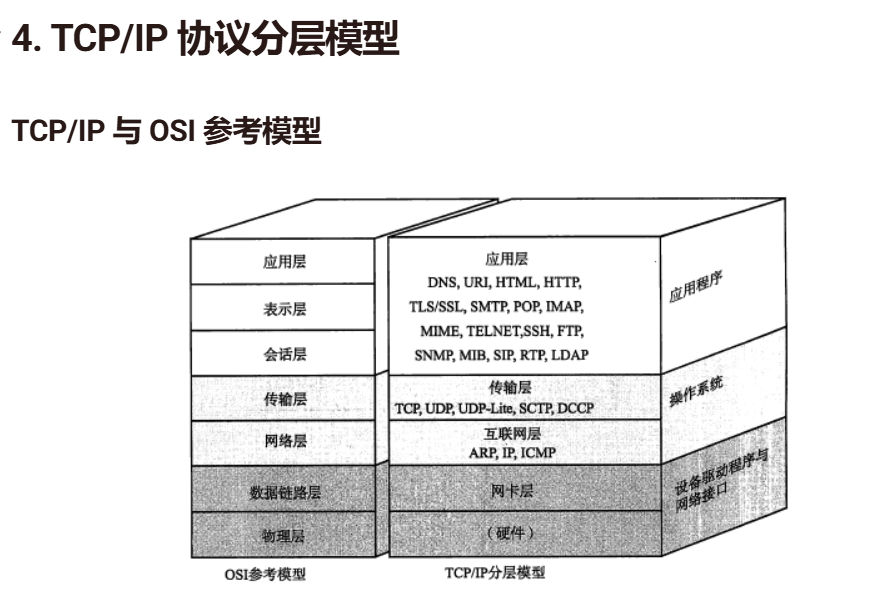 4. TCP/IP 协议分层模型
TCP/IP 与 OSI 参考模型
应用层
表示层
会话层
传输层
网络层
数据链路层
物理层
OSI参考模型
应用层
DNS, URI, HTML, HTTP,
TLS/SSL, SMTP, POP, IMAP,
MIME, TELNET,SSH, FTP,
SNMP, MIB, SIP, RTP, LDAP
传输层
TCP, UDP, UDP-Lite, SCTP, DCCP
互联网层
ARP, IP, ICMP
网卡层
（硬件）
TCP/IP分层模型
应用程序
操作系统
设备驱动程序与
网络接口